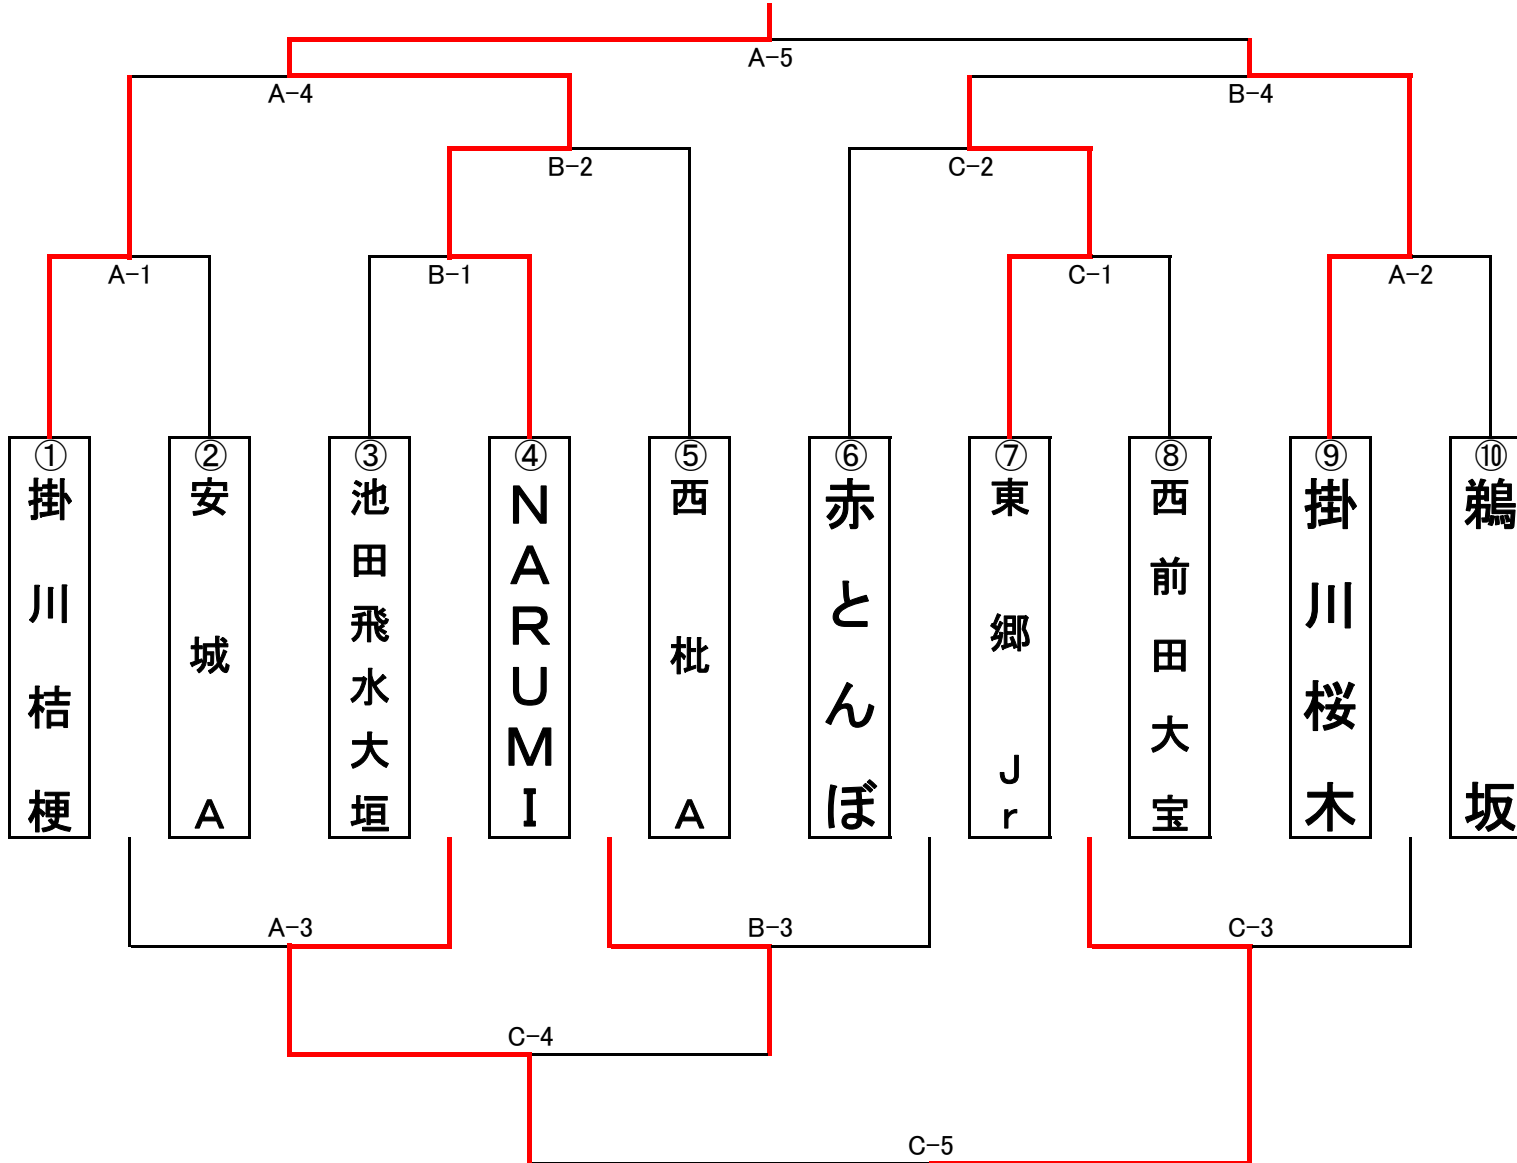 A-5
A-4
B-4
B-2
C-2
A-1
B-1
C-1
A-2
①掛川桔梗
②安城A
③池田飛水大垣
④NARUMI
⑤西枇A
⑥赤とんぼ
⑦東郷Jr
⑧西前田大宝
⑨掛川桜木
⑩鵜坂
A-3
B-3
C-3
C-4
C-5